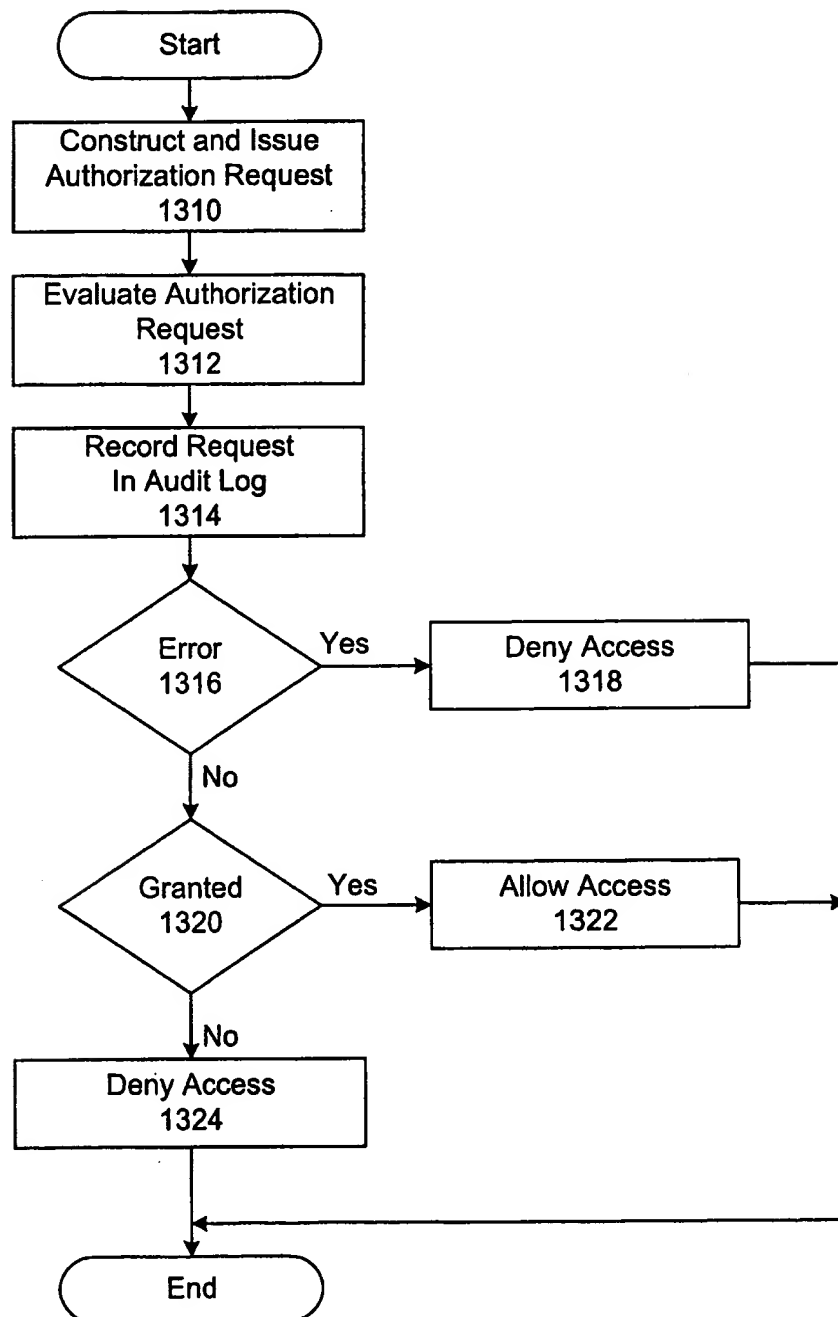 Start
Construct and Issue
Authorization Request
1310
Evaluate Authorization
Request
1312
Record Request
In Audit Log
1314
Error
1316
Yes
Deny Access
1318
No
Granted
1320
Yes
Allow Access
1322
No
Deny Access
1324
End